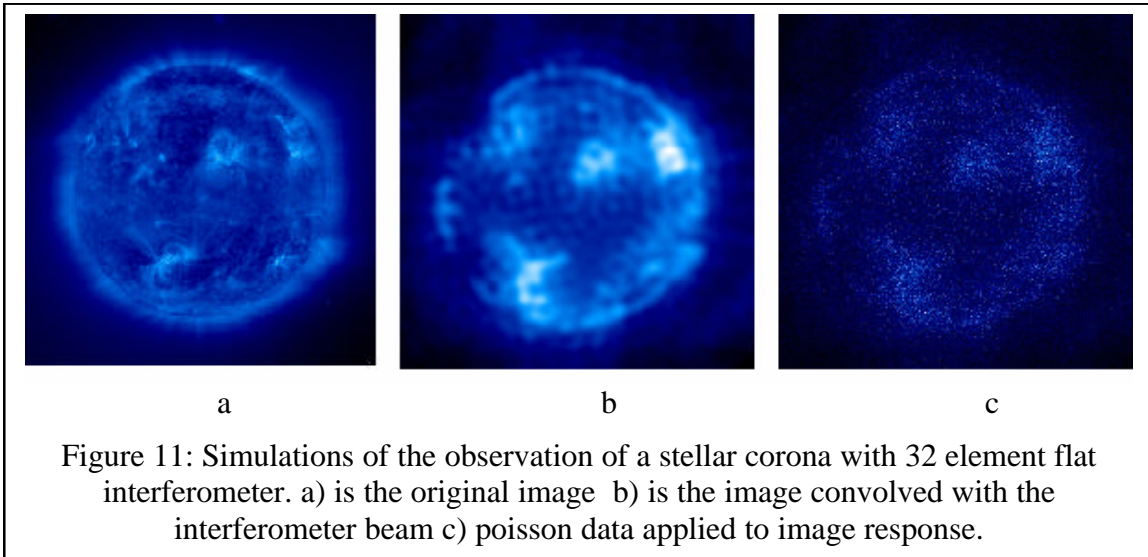 a b c
Figure 11: Simulations of the observation of a stellar corona with 32 element flat
interferometer. a) is the original image  b) is the image convolved with the
interferometer beam c) poisson data applied to image response.